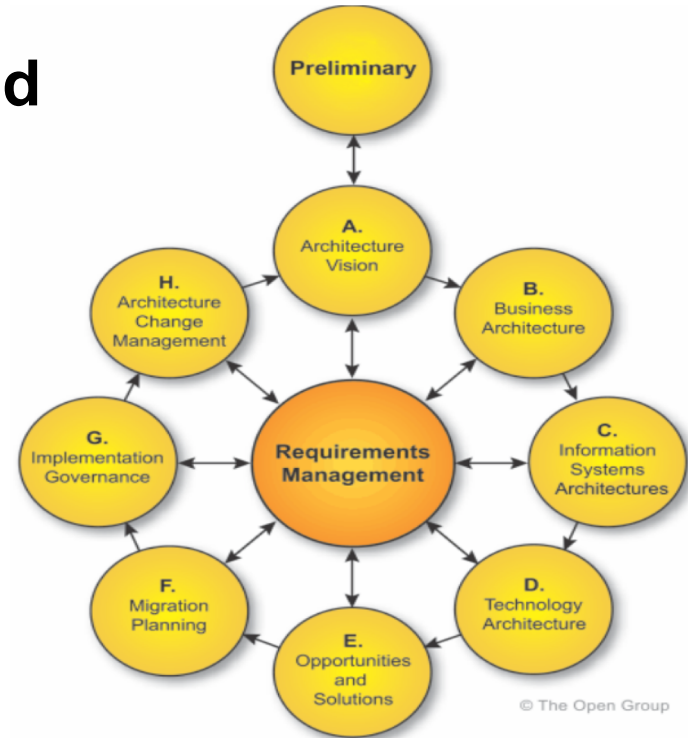 d
Preliminary
A.
Architecture
Vision
B.
Business
Architecture
C.
Information
Systems
Architectures
D.
Technology
Architecture
E.
Opportunities
and
Solutions
F.
Migration
Planning
G.
Implementation
Governance
H.
Architecture
Change
Management
Requirements
Management
© The Open Group